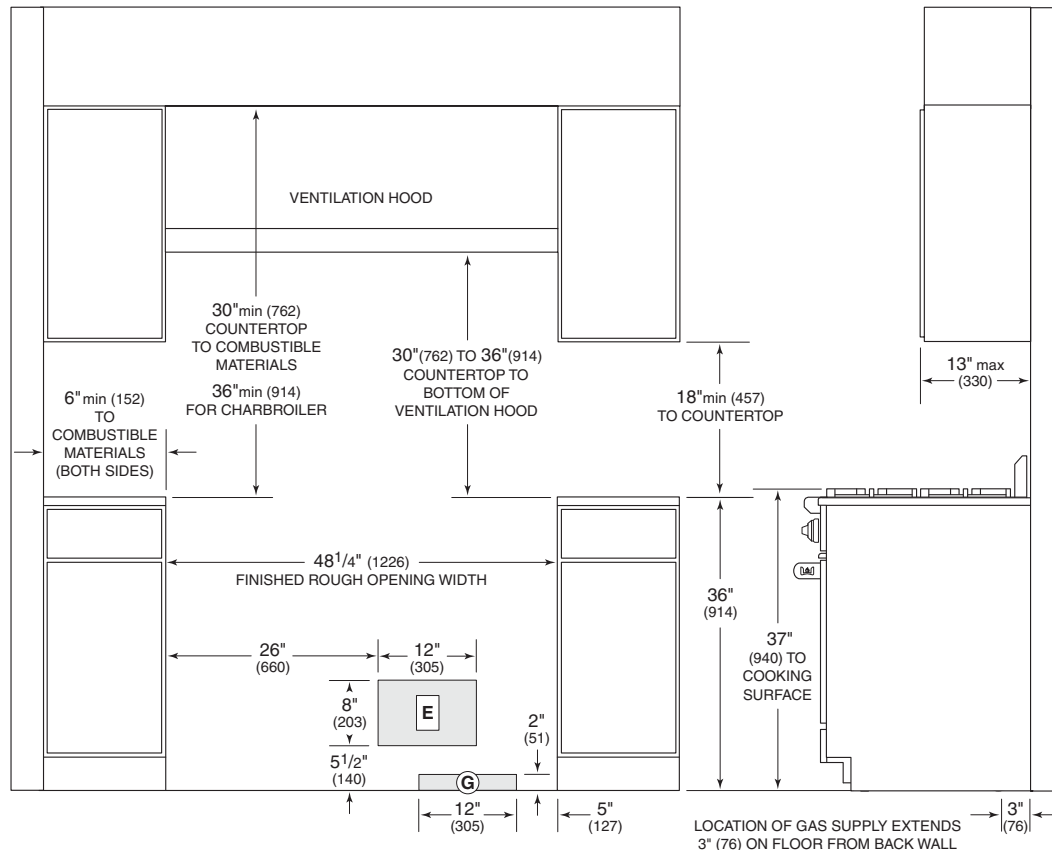 VENTILATION HOOD
30" min (762)
COUNTERTOP
TO COMBUSTIBLE
MATERIALS
36" min (914)
FOR CHARBROILER
30" (762) TO 36" (914)
COUNTERTOP TO
BOTTOM OF
VENTILATION HOOD
6" min (152)
TO
COMBUSTIBLE
MATERIALS
(BOTH SIDES)
18" min (457)
TO COUNTERTOP
13" max
(330)
48 1/4" (1226)
FINISHED ROUGH OPENING WIDTH
26"
(660)
12"
(305)
8"
(203)
E
5 1/2"
(140)
2"
(51)
G
12"
(305)
5"
(127)
36"
(914)
37"
(940) TO
COOKING
SURFACE
3"
(76)
LOCATION OF GAS SUPPLY EXTENDS
3" (76) ON FLOOR FROM BACK WALL